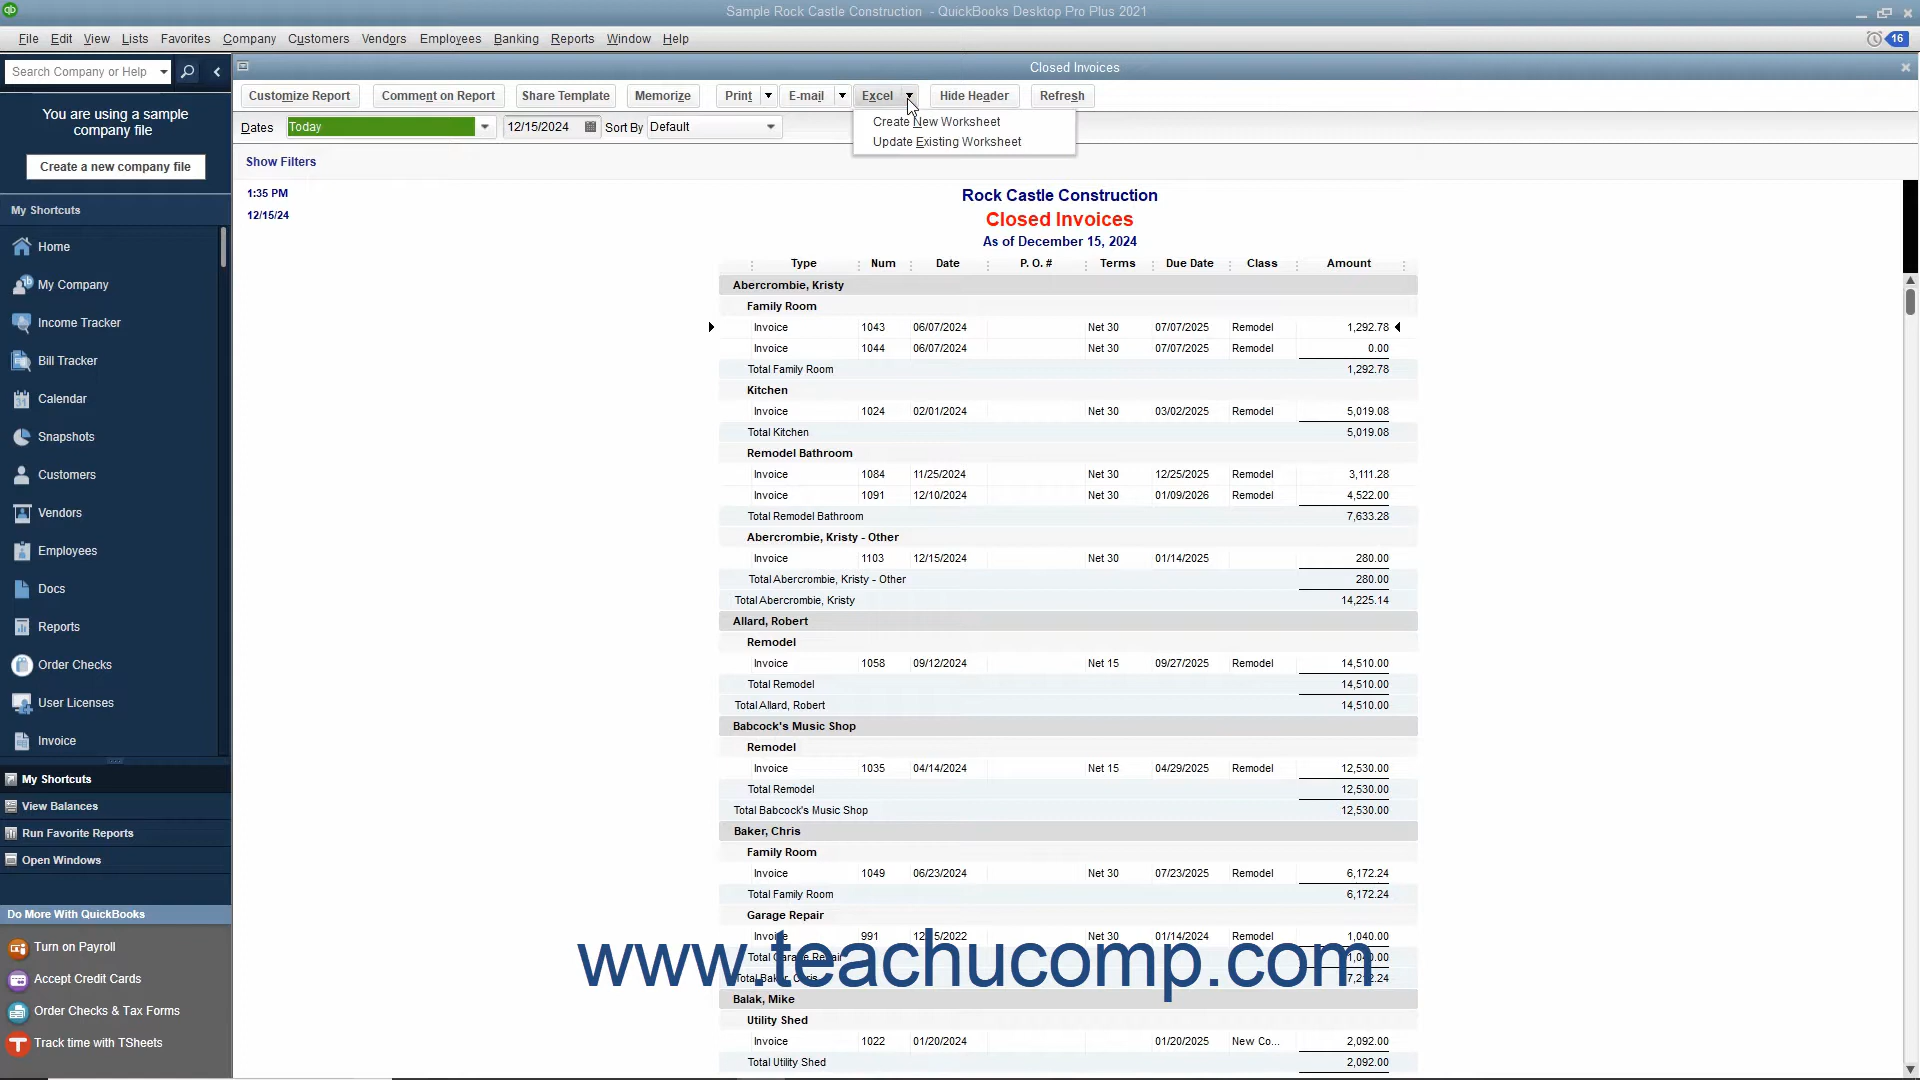 Sample Rock Castle Construction - QuickBooks Desktop Pro Plus 2021
File Edit View Lists Favorites Company Customers Vendors Employees Banking Reports Window Help
16
Search Company or Help
Closed Invoices
Customize Report Comment on Report Share Template Memorize Print E-mail Excel Hide Header Refresh
Create New Worksheet
Update Existing Worksheet
Dates Today 12/15/2024 Sort By Default
Show Filters
You are using a sample
company file
Create a new company file
My Shortcuts
Home
My Company
Income Tracker
Bill Tracker
Calendar
Snapshots
Customers
Vendors
Employees
Docs
Reports
Order Checks
User Licenses
Invoice
My Shortcuts
View Balances
Run Favorite Reports
Open Windows
Do More With QuickBooks
Turn on Payroll
Accept Credit Cards
Order Checks & Tax Forms
Track time with TSheets
1:35 PM
12/15/24
Rock Castle Construction
Closed Invoices
As of December 15, 2024
Type Num Date P. O. # Terms Due Date Class Amount
Abercrombie, Kristy
Family Room
Invoice 1043 06/07/2024 Net 30 07/07/2025 Remodel 1,292.78
Invoice 1044 06/07/2024 Net 30 07/07/2025 Remodel 0.00
Total Family Room 1,292.78
Kitchen
Invoice 1024 02/01/2024 Net 30 03/02/2025 Remodel 5,019.08
Total Kitchen 5,019.08
Remodel Bathroom
Invoice 1084 11/25/2024 Net 30 12/25/2025 Remodel 3,111.28
Invoice 1091 12/10/2024 Net 30 01/09/2026 Remodel 4,522.00
Total Remodel Bathroom 7,633.28
Abercrombie, Kristy - Other
Invoice 1103 12/15/2024 Net 30 01/14/2025 280.00
Total Abercrombie, Kristy - Other 280.00
Total Abercrombie, Kristy 14,225.14
Allard, Robert
Remodel
Invoice 1058 09/12/2024 Net 15 09/27/2025 Remodel 14,510.00
Total Remodel 14,510.00
Total Allard, Robert 14,510.00
Babcock's Music Shop
Remodel
Invoice 1035 04/14/2024 Net 15 04/29/2025 Remodel 12,530.00
Total Remodel 12,530.00
Total Babcock's Music Shop 12,530.00
Baker, Chris
Family Room
Invoice 1049 06/23/2024 Net 30 07/23/2025 Remodel 6,172.24
Total Family Room 6,172.24
Garage Repair
Invoice 991 Net 30 01/14/2024 Remodel 1,040.00
Total Garage Repair 1,040.00
Total Baker, Chris 7,212.24
www.teachucomp.com
Balak, Mike
Utility Shed
Invoice 1022 01/20/2024 01/20/2025 New Co... 2,092.00
Total Utility Shed 2,092.00